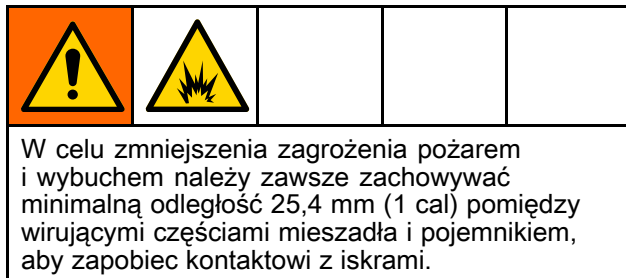 W celu zmniejszenia zagrożenia pożarem
i wybuchem należy zawsze zachowywać
minimalną odległość 25,4 mm (1 cal) pomiędzy
wirującymi częściami mieszadła i pojemnikiem,
aby zapobiec kontaktowi z iskrami.